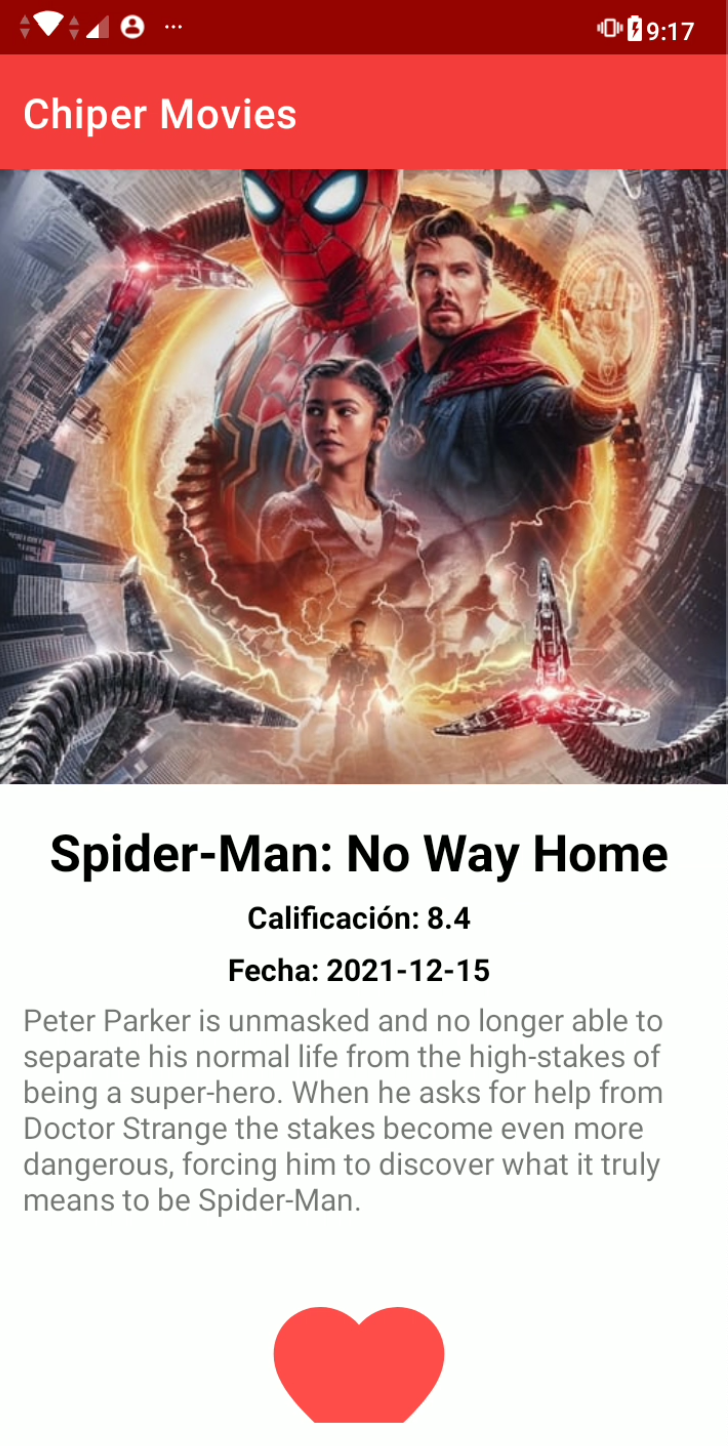 9:17
Chiper Movies
Spider-Man: No Way Home
Calificación: 8.4
Fecha: 2021-12-15
Peter Parker is unmasked and no longer able to
separate his normal life from the high-stakes of
being a super-hero. When he asks for help from
Doctor Strange the stakes become even more
dangerous, forcing him to discover what it truly
means to be Spider-Man.